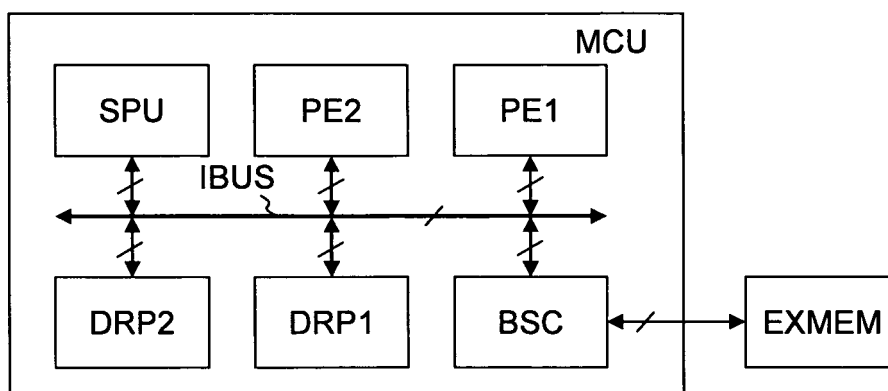 MCU
SPU
PE2
PE1
IBUS
DRP2
DRP1
BSC
EXMEM